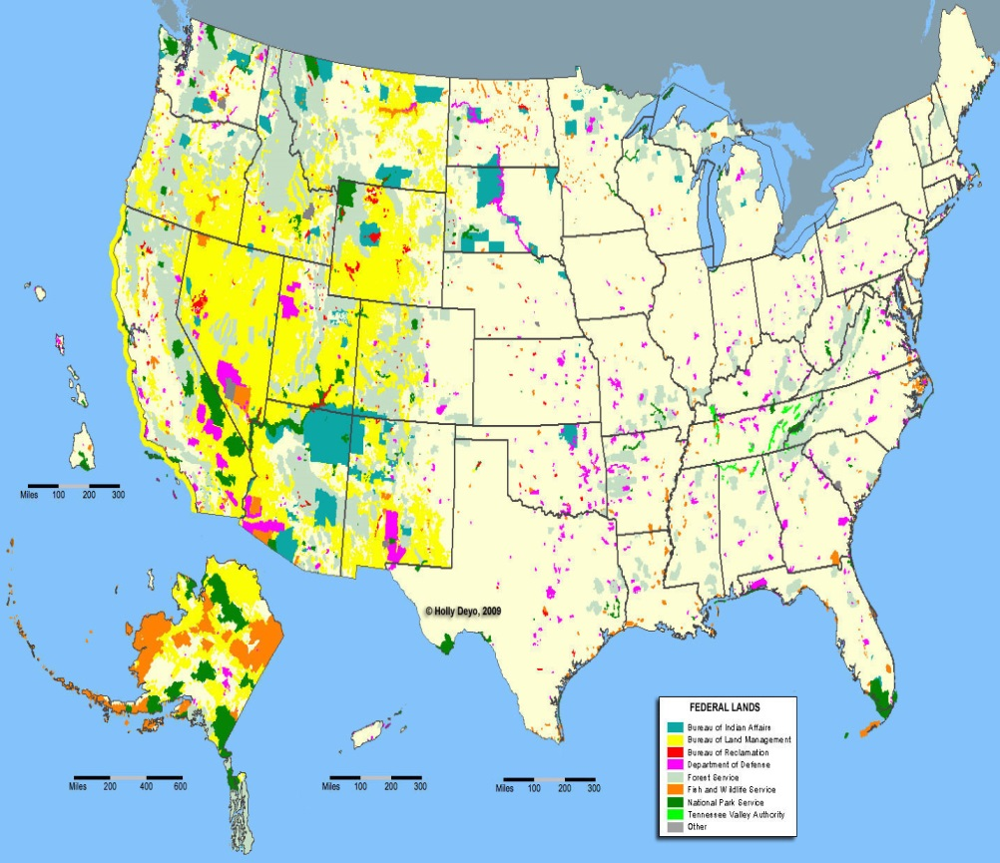 Miles 100 200 300
© Holly Deyo, 2009
FEDERAL LANDS
Bureau of Indian Affairs
Bureau of Land Management
Bureau of Reclamation
Department of Defense
Forest Service
Fish and Wildlife Service
National Park Service
Tennessee Valley Authority
Other
Miles 200 400 600
Miles 100 200 300
Miles 100 200 300